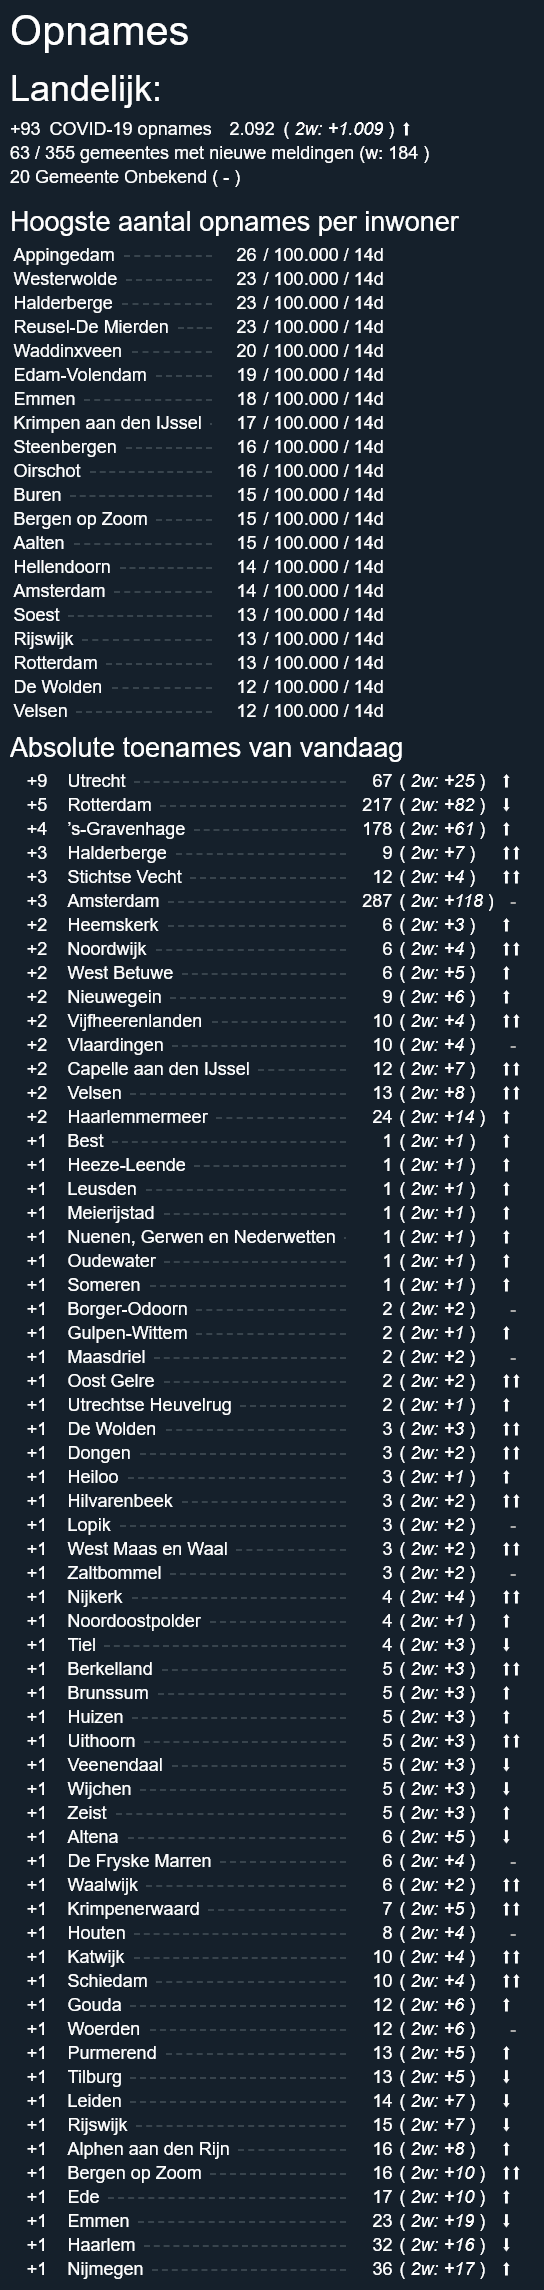 Opnames
Landelijk:
+93 COVID-19 opnames 2.092 ( 2w: +1.009 ) ⬆
63 / 355 gemeentes met nieuwe meldingen (w: 184 )
20 Gemeente Onbekend ( - )
Hoogste aantal opnames per inwoner
Appingedam 26 / 100.000 / 14d
Westerwolde 23 / 100.000 / 14d
Halderberge 23 / 100.000 / 14d
Reusel-De Mierden 23 / 100.000 / 14d
Waddinxveen 20 / 100.000 / 14d
Edam-Volendam 19 / 100.000 / 14d
Emmen 18 / 100.000 / 14d
Krimpen aan den IJssel 17 / 100.000 / 14d
Steenbergen 16 / 100.000 / 14d
Oirschot 16 / 100.000 / 14d
Buren 15 / 100.000 / 14d
Bergen op Zoom 15 / 100.000 / 14d
Aalten 15 / 100.000 / 14d
Hellendoorn 14 / 100.000 / 14d
Amsterdam 14 / 100.000 / 14d
Soest 13 / 100.000 / 14d
Rijswijk 13 / 100.000 / 14d
Rotterdam 13 / 100.000 / 14d
De Wolden 12 / 100.000 / 14d
Velsen 12 / 100.000 / 14d
Absolute toenames van vandaag
+9 Utrecht 67 ( 2w: +25 ) ⬆
+5 Rotterdam 217 ( 2w: +82 ) ⬇
+4 's-Gravenhage 178 ( 2w: +61 ) ⬆
+3 Halderberge 9 ( 2w: +7 ) ⬆⬆
+3 Stichtse Vecht 12 ( 2w: +4 ) ⬆⬆
+3 Amsterdam 287 ( 2w: +118 ) -
+2 Heemskerk 6 ( 2w: +3 ) ⬆
+2 Noordwijk 6 ( 2w: +4 ) ⬆⬆
+2 West Betuwe 6 ( 2w: +5 ) ⬆
+2 Nieuwegein 9 ( 2w: +6 ) ⬆
+2 Vijfheerenlanden 10 ( 2w: +4 ) ⬆⬆
+2 Vlaardingen 10 ( 2w: +4 ) -
+2 Capelle aan den IJssel 12 ( 2w: +7 ) ⬆⬆
+2 Velsen 13 ( 2w: +8 ) ⬆⬆
+2 Haarlemmermeer 24 ( 2w: +14 ) ⬆
+1 Best 1 ( 2w: +1 ) ⬆
+1 Heeze-Leende 1 ( 2w: +1 ) ⬆
+1 Leusden 1 ( 2w: +1 ) ⬆
+1 Meierijstad 1 ( 2w: +1 ) ⬆
+1 Nuenen, Gerwen en Nederwetten 1 ( 2w: +1 ) ⬆
+1 Oudewater 1 ( 2w: +1 ) ⬆
+1 Someren 1 ( 2w: +1 ) ⬆
+1 Borger-Odoorn 2 ( 2w: +2 ) -
+1 Gulpen-Wittem 2 ( 2w: +1 ) ⬆
+1 Maasdriel 2 ( 2w: +2 ) -
+1 Oost Gelre 2 ( 2w: +2 ) ⬆⬆
+1 Utrechtse Heuvelrug 2 ( 2w: +1 ) ⬆
+1 De Wolden 3 ( 2w: +3 ) ⬆⬆
+1 Dongen 3 ( 2w: +2 ) ⬆⬆
+1 Heiloo 3 ( 2w: +1 ) ⬆
+1 Hilvarenbeek 3 ( 2w: +2 ) ⬆⬆
+1 Lopik 3 ( 2w: +2 ) -
+1 West Maas en Waal 3 ( 2w: +2 ) ⬆⬆
+1 Zaltbommel 3 ( 2w: +2 ) -
+1 Nijkerk 4 ( 2w: +4 ) ⬆⬆
+1 Noordoostpolder 4 ( 2w: +1 ) ⬆
+1 Tiel 4 ( 2w: +3 ) ⬇
+1 Berkelland 5 ( 2w: +3 ) ⬆⬆
+1 Brunssum 5 ( 2w: +3 ) ⬆
+1 Huizen 5 ( 2w: +3 ) ⬆
+1 Uithoorn 5 ( 2w: +3 ) ⬆⬆
+1 Veenendaal 5 ( 2w: +3 ) ⬇
+1 Wijchen 5 ( 2w: +3 ) ⬇
+1 Zeist 5 ( 2w: +3 ) ⬆
+1 Altena 6 ( 2w: +5 ) ⬇
+1 De Fryske Marren 6 ( 2w: +4 ) -
+1 Waalwijk 6 ( 2w: +2 ) ⬆⬆
+1 Krimpenerwaard 7 ( 2w: +5 ) ⬆⬆
+1 Houten 8 ( 2w: +4 ) -
+1 Katwijk 10 ( 2w: +4 ) ⬆⬆
+1 Schiedam 10 ( 2w: +4 ) ⬆⬆
+1 Gouda 12 ( 2w: +6 ) ⬆
+1 Woerden 12 ( 2w: +6 ) -
+1 Purmerend 13 ( 2w: +5 ) ⬆
+1 Tilburg 13 ( 2w: +5 ) ⬇
+1 Leiden 14 ( 2w: +7 ) ⬇
+1 Rijswijk 15 ( 2w: +7 ) ⬇
+1 Alphen aan den Rijn 16 ( 2w: +8 ) ⬆
+1 Bergen op Zoom 16 ( 2w: +10 ) ⬆⬆
+1 Ede 17 ( 2w: +10 ) ⬆
+1 Emmen 23 ( 2w: +19 ) ⬇
+1 Haarlem 32 ( 2w: +16 ) ⬇
+1 Nijmegen 36 ( 2w: +17 ) ⬆